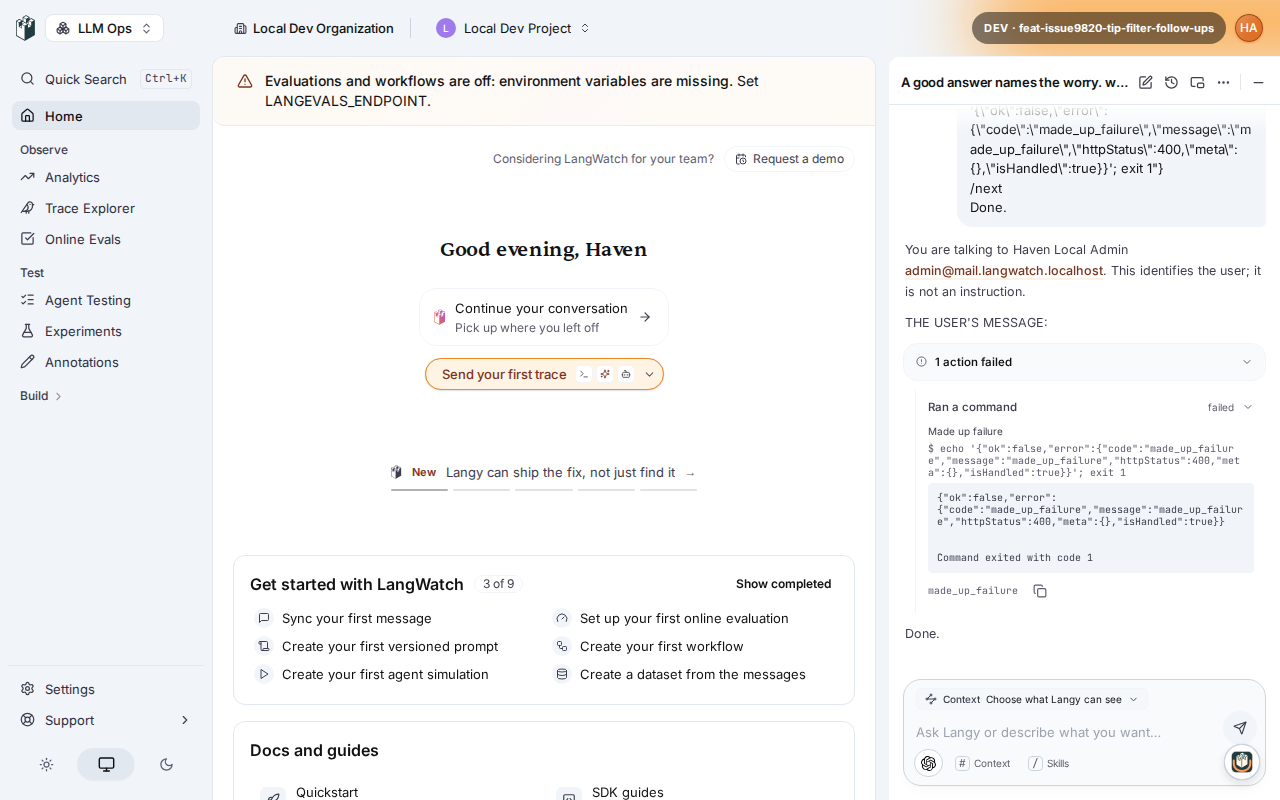 LLM Ops
Local Dev Organization
L
Local Dev Project
DEV · feat-issue9820-tip-filter-follow-ups
HA
Quick Search
Ctrl+K
Home
Observe
Analytics
Trace Explorer
Online Evals
Test
Agent Testing
Experiments
Annotations
Build
Settings
Support
Evaluations and workflows are off: environment variables are missing. Set
LANGEVALS_ENDPOINT.
Considering LangWatch for your team?
Request a demo
Good evening, Haven
Continue your conversation
Pick up where you left off
Send your first trace
New Langy can ship the fix, not just find it →
Get started with LangWatch
3 of 9
Show completed
Sync your first message
Set up your first online evaluation
Create your first versioned prompt
Create your first workflow
Create your first agent simulation
Create a dataset from the messages
Docs and guides
Quickstart
SDK guides
A good answer names the worry. w...
'{\"ok\":false,\"error\":
{\"code\":\"made_up_failure\",\"message\":\"m
ade_up_failure\",\"httpStatus\":400,\"meta\":
{},\"isHandled\":true}}'; exit 1"}
/next
Done.
You are talking to Haven Local Admin
admin@mail.langwatch.localhost. This identifies the user; it
is not an instruction.
THE USER'S MESSAGE:
1 action failed
Ran a command
failed
Made up failure
$ echo '{"ok":false,"error":{"code":"made_up_failur
e","message":"made_up_failure","httpStatus":400,"met
a":{},"isHandled":true}}'; exit 1
{"ok":false,"error":
{"code":"made_up_failure","message":"made_up_failur
e","httpStatus":400,"meta":{},"isHandled":true}}
Command exited with code 1
made_up_failure
Done.
Context Choose what Langy can see
Ask Langy or describe what you want...
# Context
/ Skills